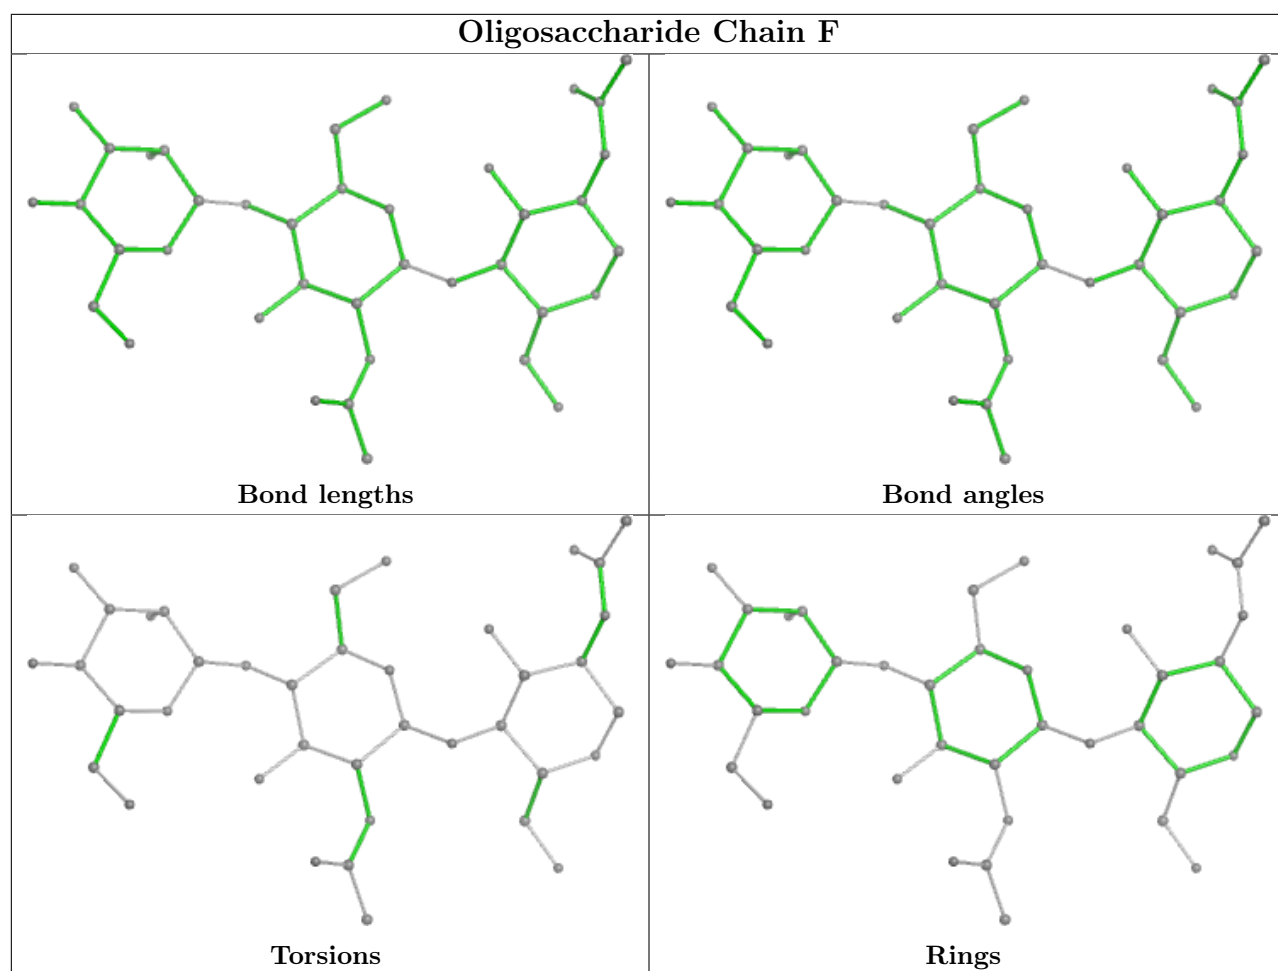 Oligosaccharide Chain F
Bond lengths
Bond angles
Torsions
Rings